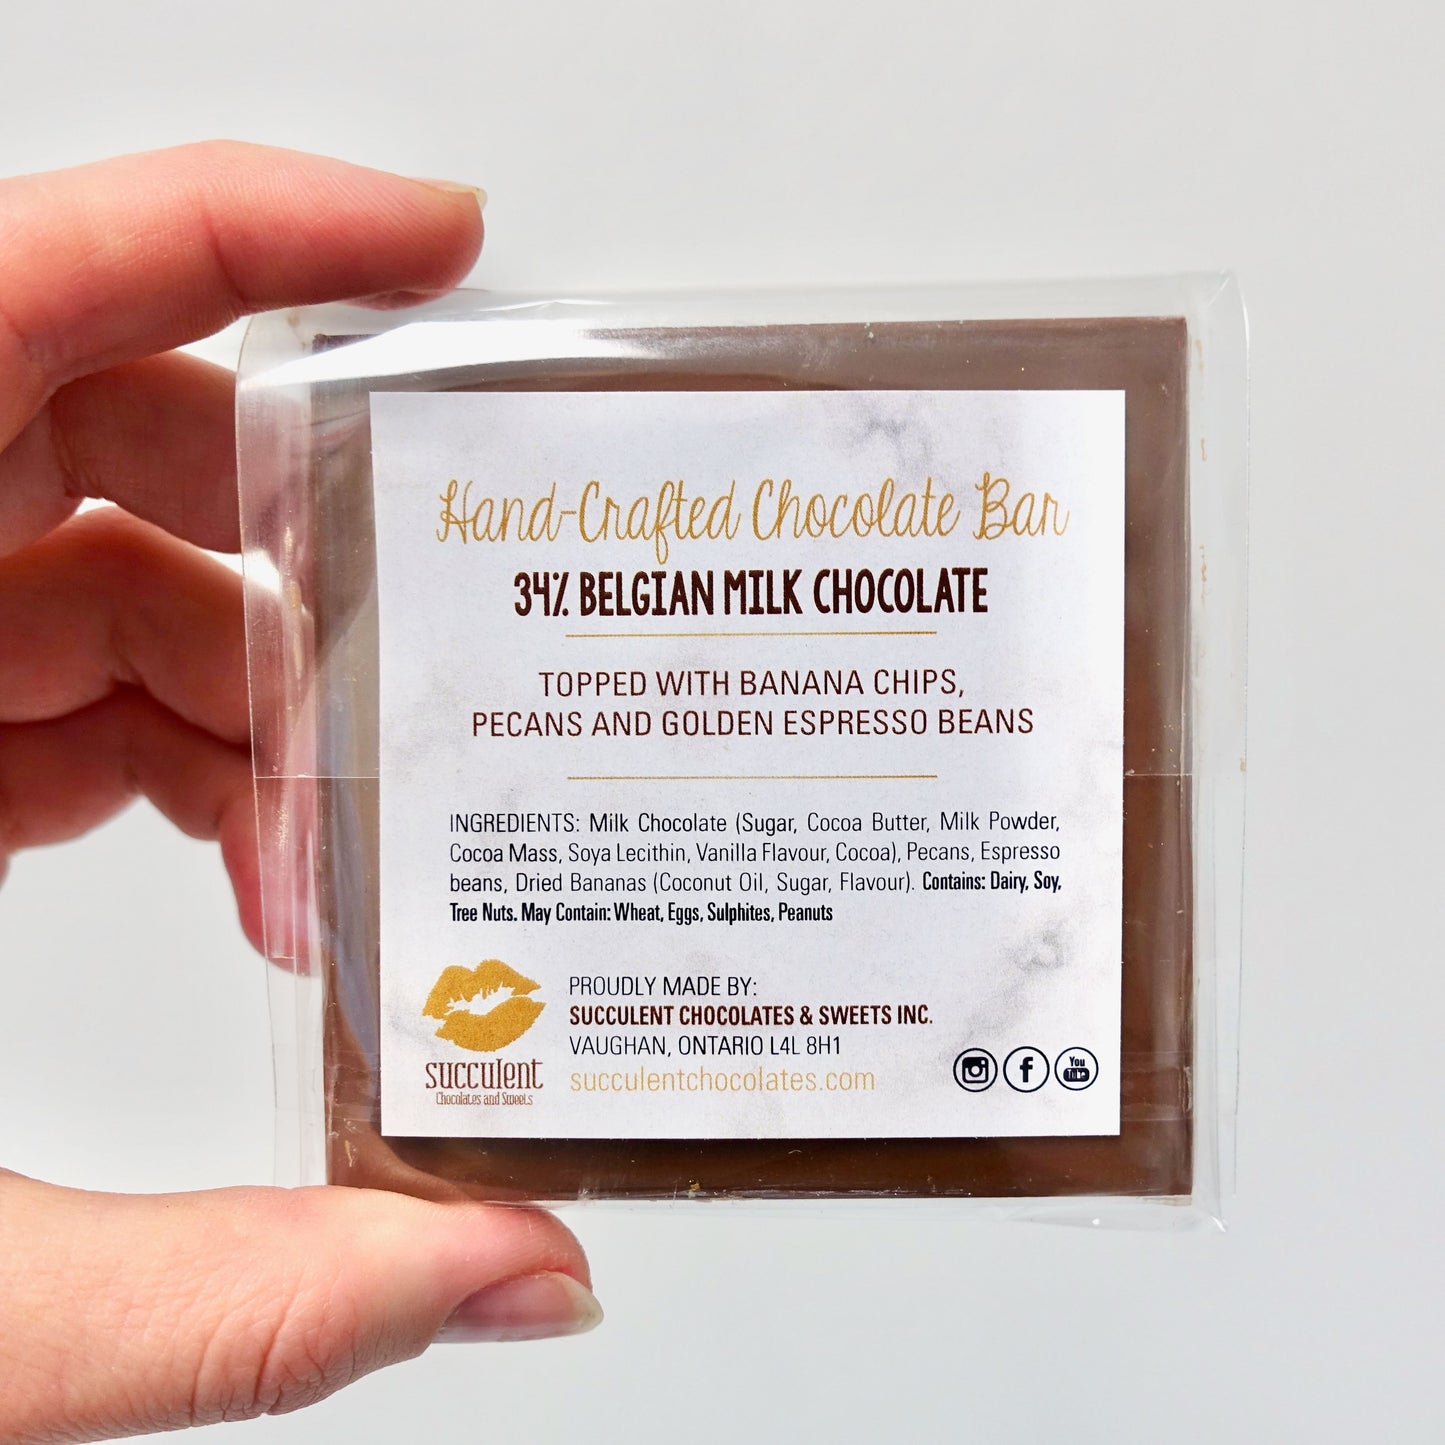 Hand-Crafted Chocolate Bar
34% BELGIAN MILK CHOCOLATE
TOPPED WITH BANANA CHIPS,
PECANS AND GOLDEN ESPRESSO BEANS
INGREDIENTS: Milk Chocolate (Sugar, Cocoa Butter, Milk Powder,
Cocoa Mass, Soya Lecithin, Vanilla Flavour, Cocoa), Pecans, Espresso
beans, Dried Bananas (Coconut Oil, Sugar, Flavour). Contains: Dairy, Soy,
Tree Nuts. May Contain: Wheat, Eggs, Sulphites, Peanuts
PROUDLY MADE BY:
SUCCULENT CHOCOLATES & SWEETS INC.
VAUGHAN, ONTARIO L4L 8H1
succulentchocolates.com
succulent
Chocolates and Sweets
f
You
Tube